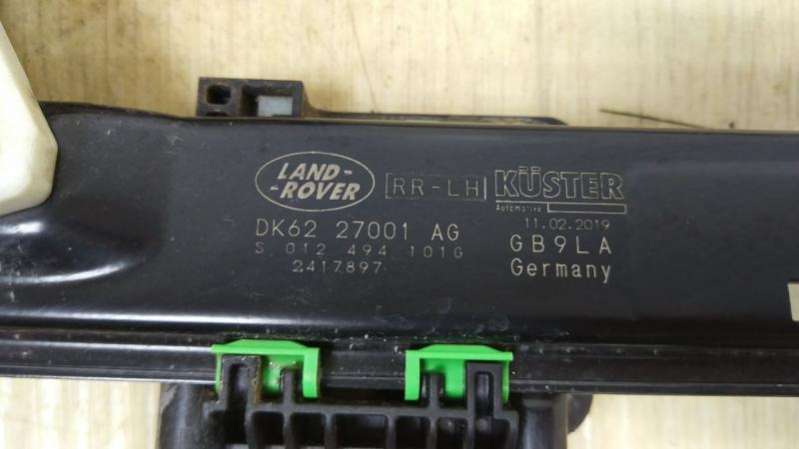 LAND-
-ROVER
RR-LH
KÜSTER
Automotive
11.02.2019
DK62 27001 AG
GB9LA
S 012 494 101G
Germany
2417897